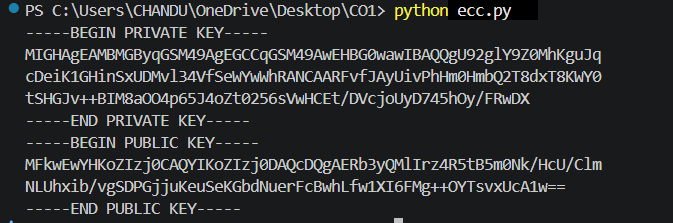 PS C:\Users\CHANDU\OneDrive\Desktop\CO1> python ecc.py
-----BEGIN PRIVATE KEY-----
MIGHAgEAMBMGByqGSM49AgEGCCqGSM49AwEHBG0wawIBAQQgU92glY9Z0MhKguJq
cDeiK1GHinSxUDMvl34VfSeWYwWhRANCAARFvfJAyUivPhHm0HmbQ2T8dxT8KWY0
tSHGJv++BIM8aOO4p65J4oZt0256sVwHCEt/DVcjoUyD745hOy/FRwDX
-----END PRIVATE KEY-----
-----BEGIN PUBLIC KEY-----
MFkwEwYHKoZIzj0CAQYIKoZIzj0DAQcDQgAERb3yQMlIrz4R5tB5m0Nk/HcU/Clm
NLUhxib/vgSDPGjjuKeuSeKGbdNuerFcBwhLfw1XI6FMg++OYTsvxUcA1w==
-----END PUBLIC KEY-----